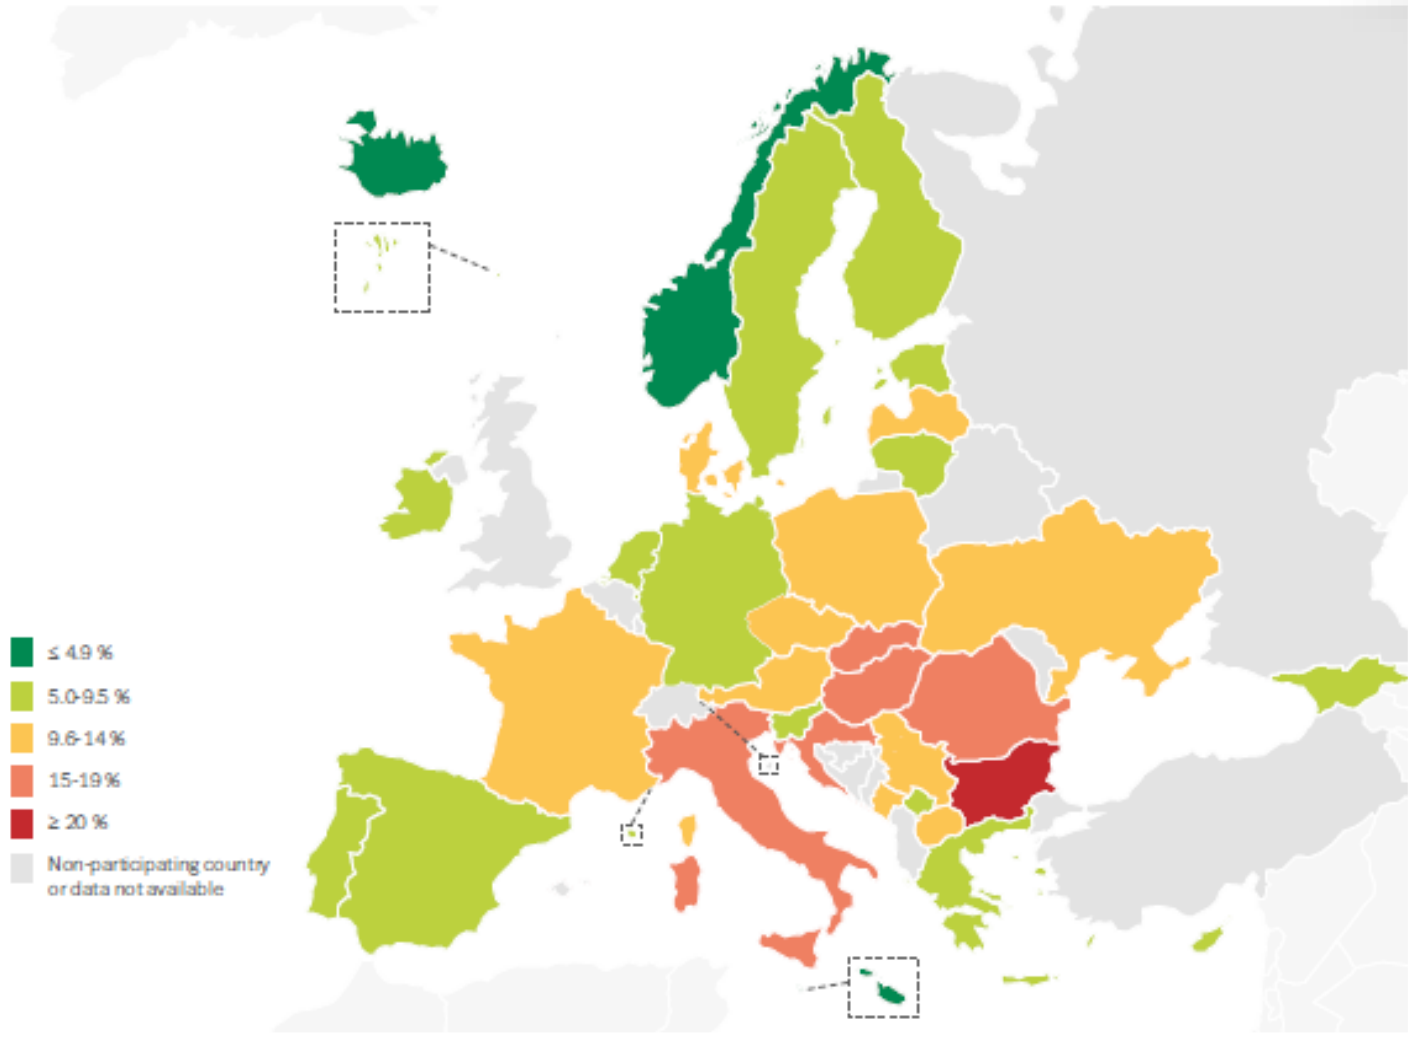 ≤ 4.9 %
5.0-9.5 %
9.6-14 %
15-19 %
≥ 20 %
Non-participating country
or data not available